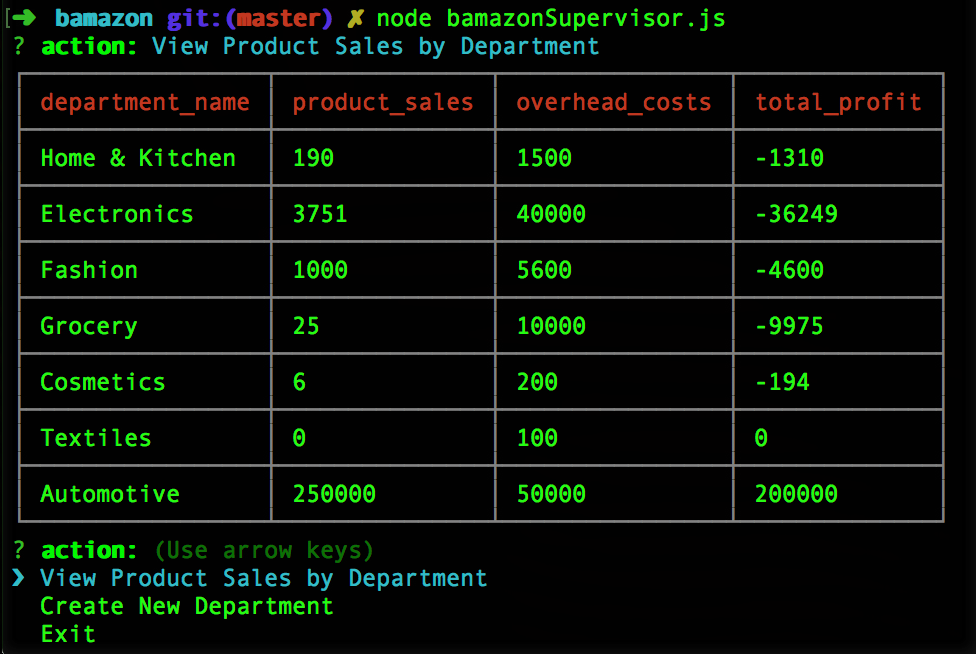 [➜ bamazon git:(master) ✗ node bamazonSupervisor.js
? action: View Product Sales by Department
department_name product_sales overhead_costs total_profit
Home & Kitchen 190 1500 -1310
Electronics 3751 40000 -36249
Fashion 1000 5600 -4600
Grocery 25 10000 -9975
Cosmetics 6 200 -194
Textiles 0 100 0
Automotive 250000 50000 200000
? action: (Use arrow keys)
❯ View Product Sales by Department
Create New Department
Exit